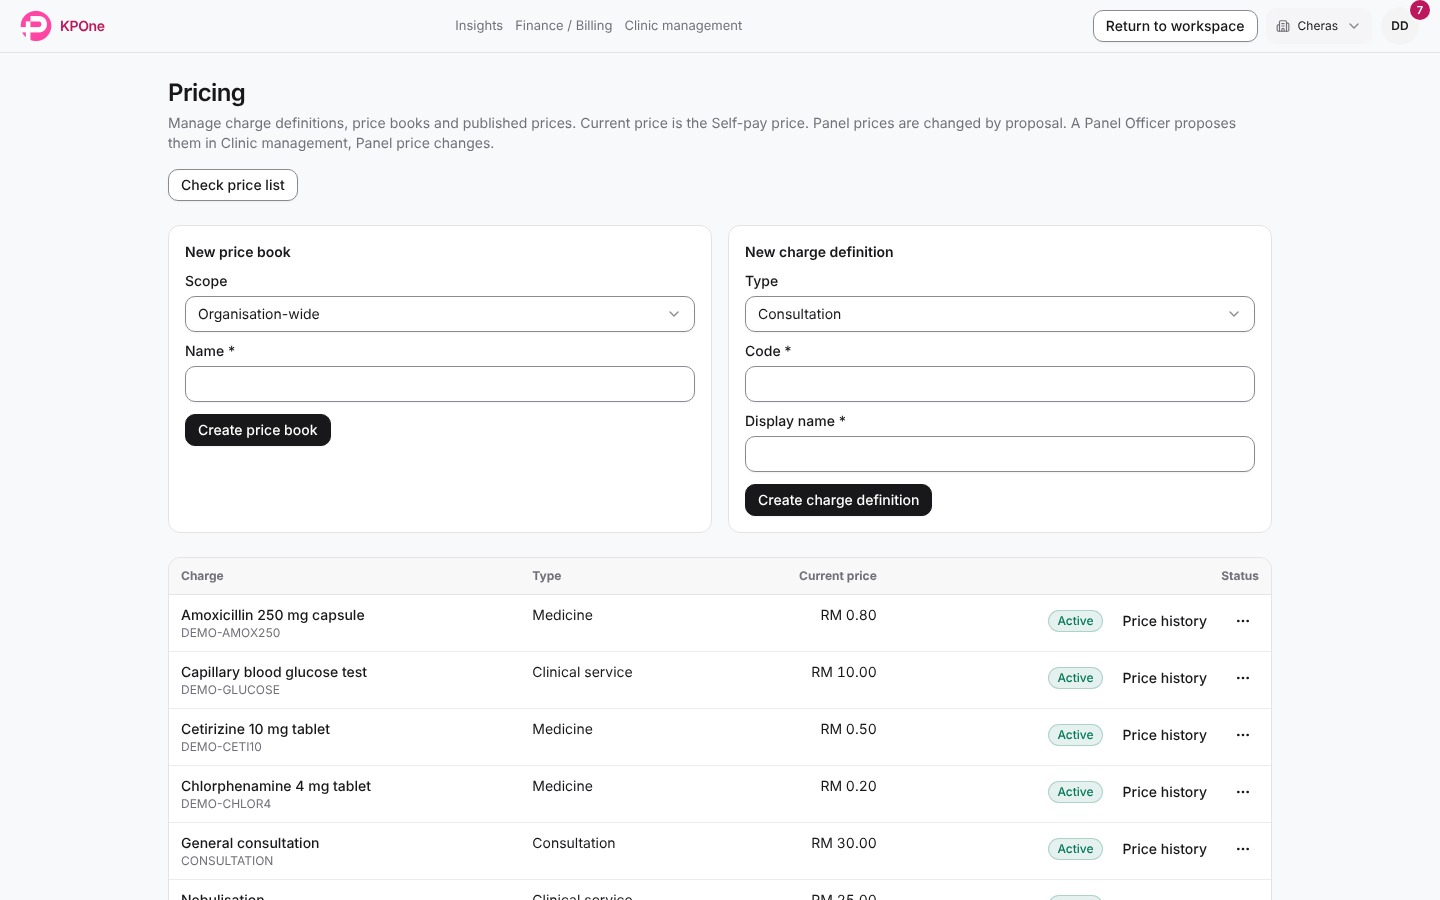 KPOne
Insights Finance / Billing Clinic management
Return to workspace
Cheras
DD
7
Pricing
Manage charge definitions, price books and published prices. Current price is the Self-pay price. Panel prices are changed by proposal. A Panel Officer proposes
them in Clinic management, Panel price changes.
Check price list
New price book
Scope
Organisation-wide
Name *
Create price book
New charge definition
Type
Consultation
Code *
Display name *
Create charge definition
Charge Type Current price Status
Amoxicillin 250 mg capsule Medicine RM 0.80 Active Price history ...
DEMO-AMOX250
Capillary blood glucose test Clinical service RM 10.00 Active Price history ...
DEMO-GLUCOSE
Cetirizine 10 mg tablet Medicine RM 0.50 Active Price history ...
DEMO-CETI10
Chlorphenamine 4 mg tablet Medicine RM 0.20 Active Price history ...
DEMO-CHLOR4
General consultation Consultation RM 30.00 Active Price history ...
CONSULTATION
Nebulisation Clinical service RM 25.00